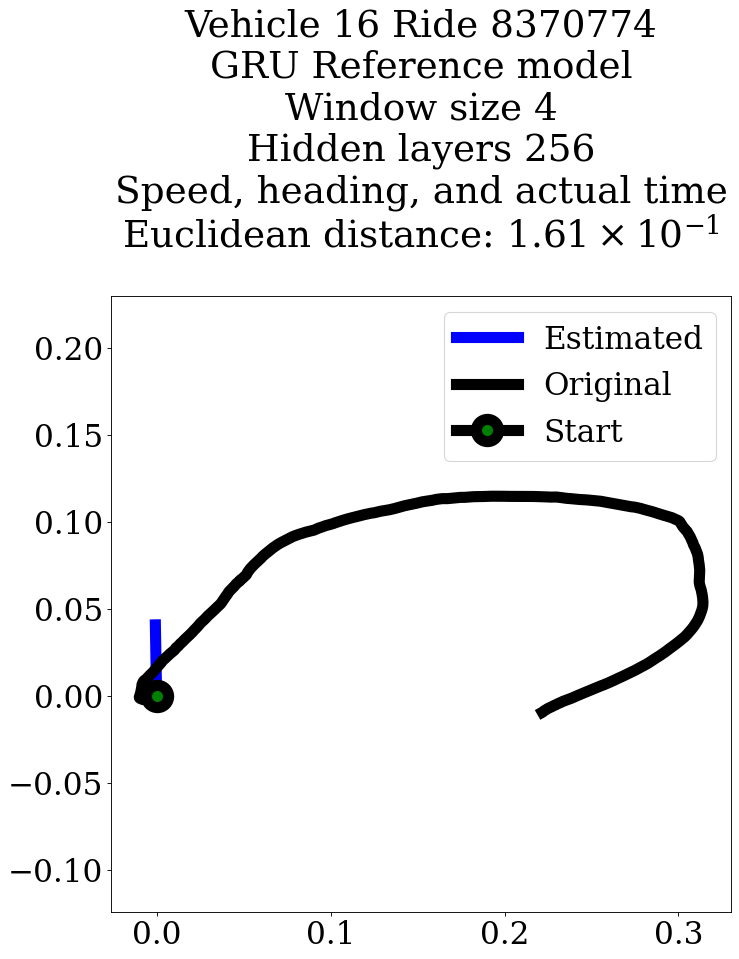 Vehicle 16 Ride 8370774
GRU Reference model
Window size 4
Hidden layers 256
Speed, heading, and actual time
Euclidean distance: 1.61 × 10⁻¹
Estimated
Original
Start
0.20
0.15
0.10
0.05
0.00
−0.05
−0.10
0.0 0.1 0.2 0.3